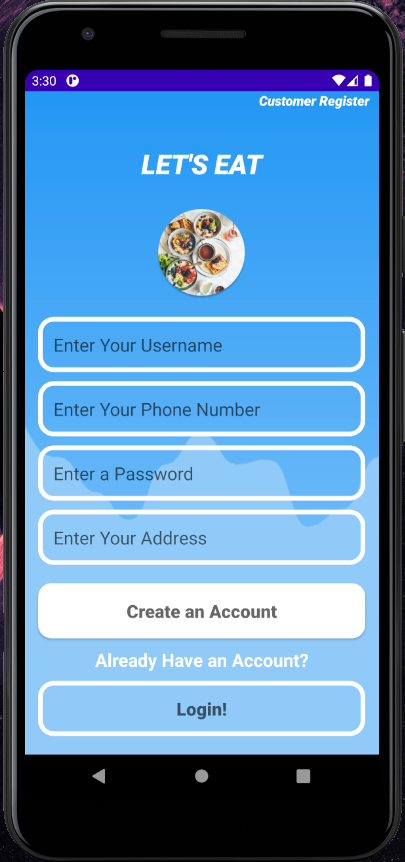 3:30
Customer Register
LET'S EAT
Enter Your Username
Enter Your Phone Number
Enter a Password
Enter Your Address
Create an Account
Already Have an Account?
Login!